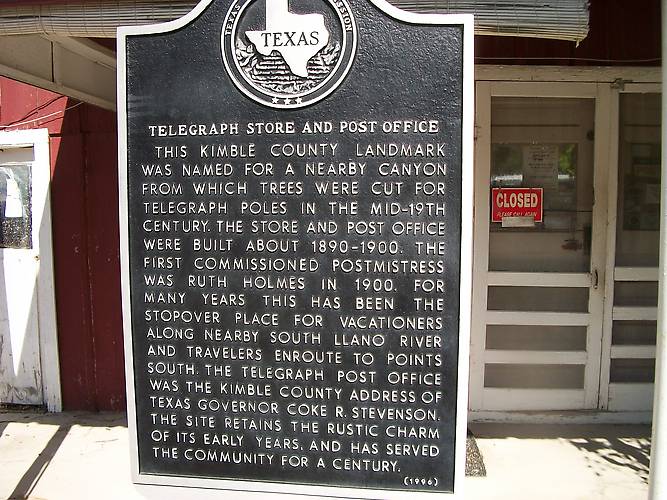 TEXAS
TELEGRAPH STORE AND POST OFFICE
THIS KIMBLE COUNTY LANDMARK
WAS NAMED FOR A NEARBY CANYON
FROM WHICH TREES WERE CUT FOR
TELEGRAPH POLES IN THE MID-19TH
CENTURY. THE STORE AND POST OFFICE
WERE BUILT ABOUT 1890-1900. THE
FIRST COMMISSIONED POSTMISTRESS
WAS RUTH HOLMES IN 1900. FOR
MANY YEARS THIS HAS BEEN THE
STOPOVER PLACE FOR VACATIONERS
ALONG NEARBY SOUTH LLANO RIVER
AND TRAVELERS ENROUTE TO POINTS
SOUTH. THE TELEGRAPH POST OFFICE
WAS THE KIMBLE COUNTY ADDRESS OF
TEXAS GOVERNOR COKE R. STEVENSON.
THE SITE RETAINS THE RUSTIC CHARM
OF ITS EARLY YEARS, AND HAS SERVED
THE COMMUNITY FOR A CENTURY.
(1996)
CLOSED
PLEASE CALL AGAIN